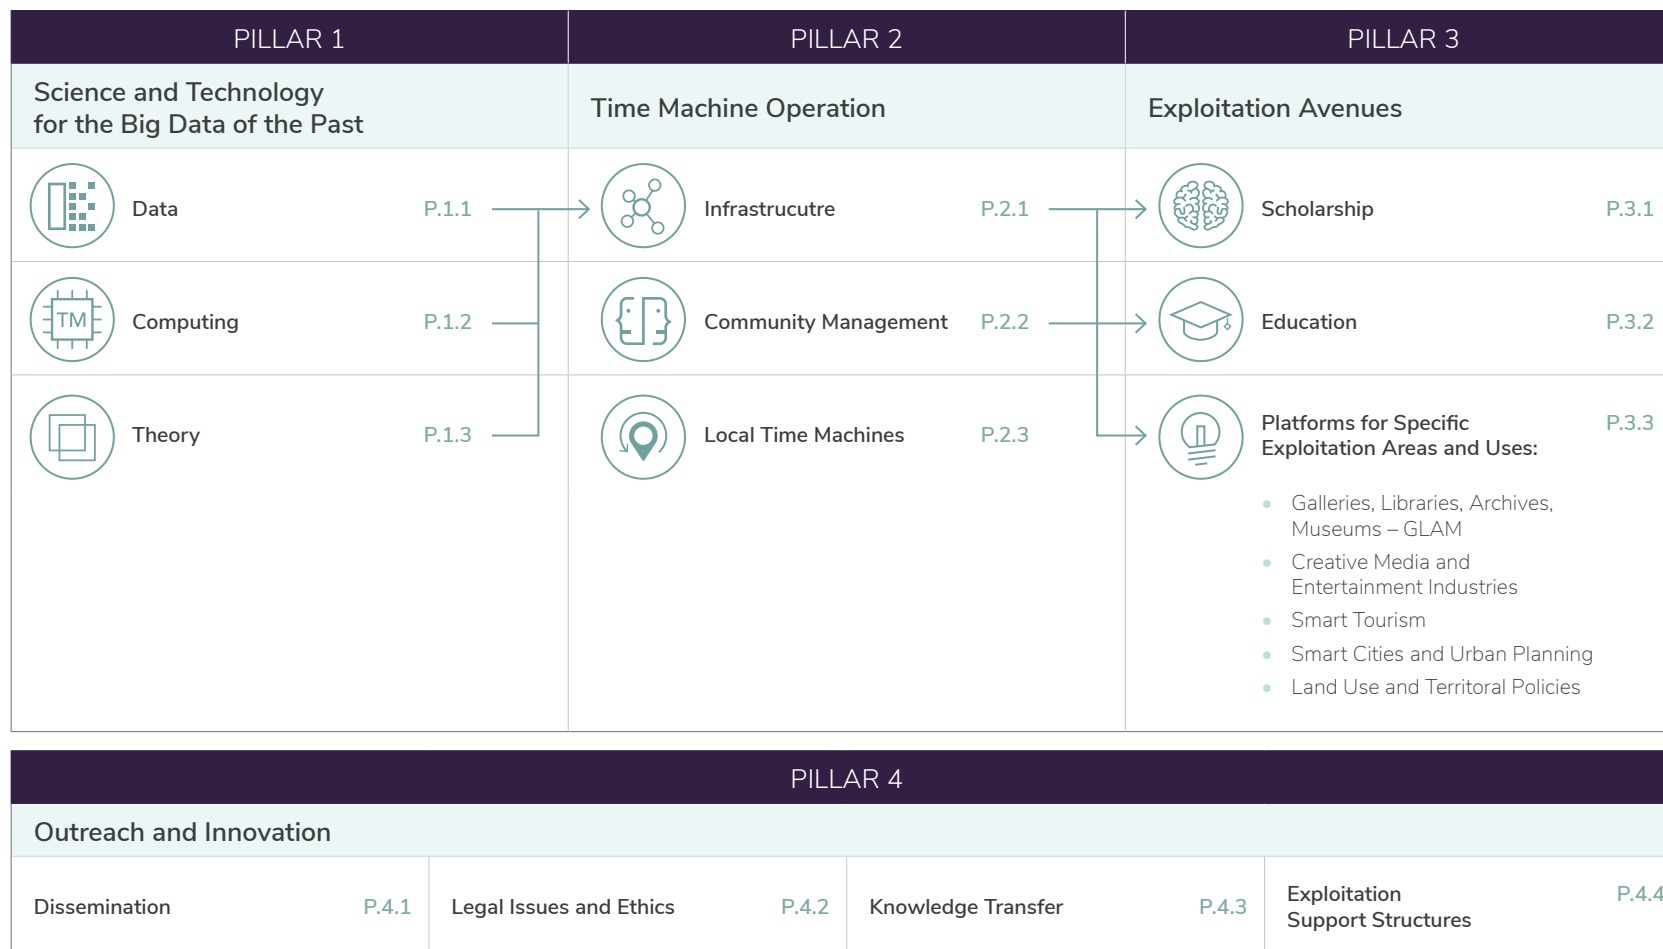 PILLAR 1
PILLAR 2
PILLAR 3
Science and Technology
for the Big Data of the Past
Time Machine Operation
Exploitation Avenues
Data P.1.1
Infrastrucutre P.2.1
Scholarship P.3.1
TM
Computing P.1.2
Community Management P.2.2
Education P.3.2
Theory P.1.3
Local Time Machines P.2.3
Platforms for Specific P.3.3
Exploitation Areas and Uses:
Galleries, Libraries, Archives,
Museums – GLAM
Creative Media and
Entertainment Industries
Smart Tourism
Smart Cities and Urban Planning
Land Use and Territoral Policies
PILLAR 4
Outreach and Innovation
Dissemination P.4.1
Legal Issues and Ethics P.4.2
Knowledge Transfer P.4.3
Exploitation P.4.4
Support Structures